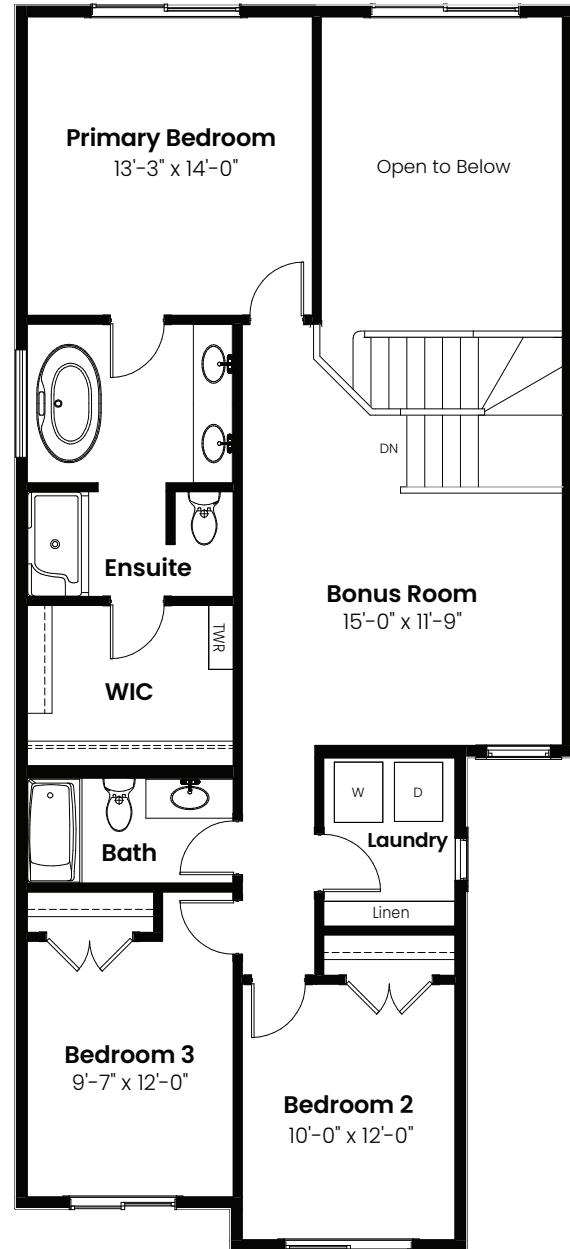 Primary Bedroom
13'-3" x 14'-0"
Open to Below
DN
Ensuite
Bonus Room
15'-0" x 11'-9"
TWR
WIC
W
D
Laundry
Bath
Linen
Bedroom 3
9'-7" x 12'-0"
Bedroom 2
10'-0" x 12'-0"